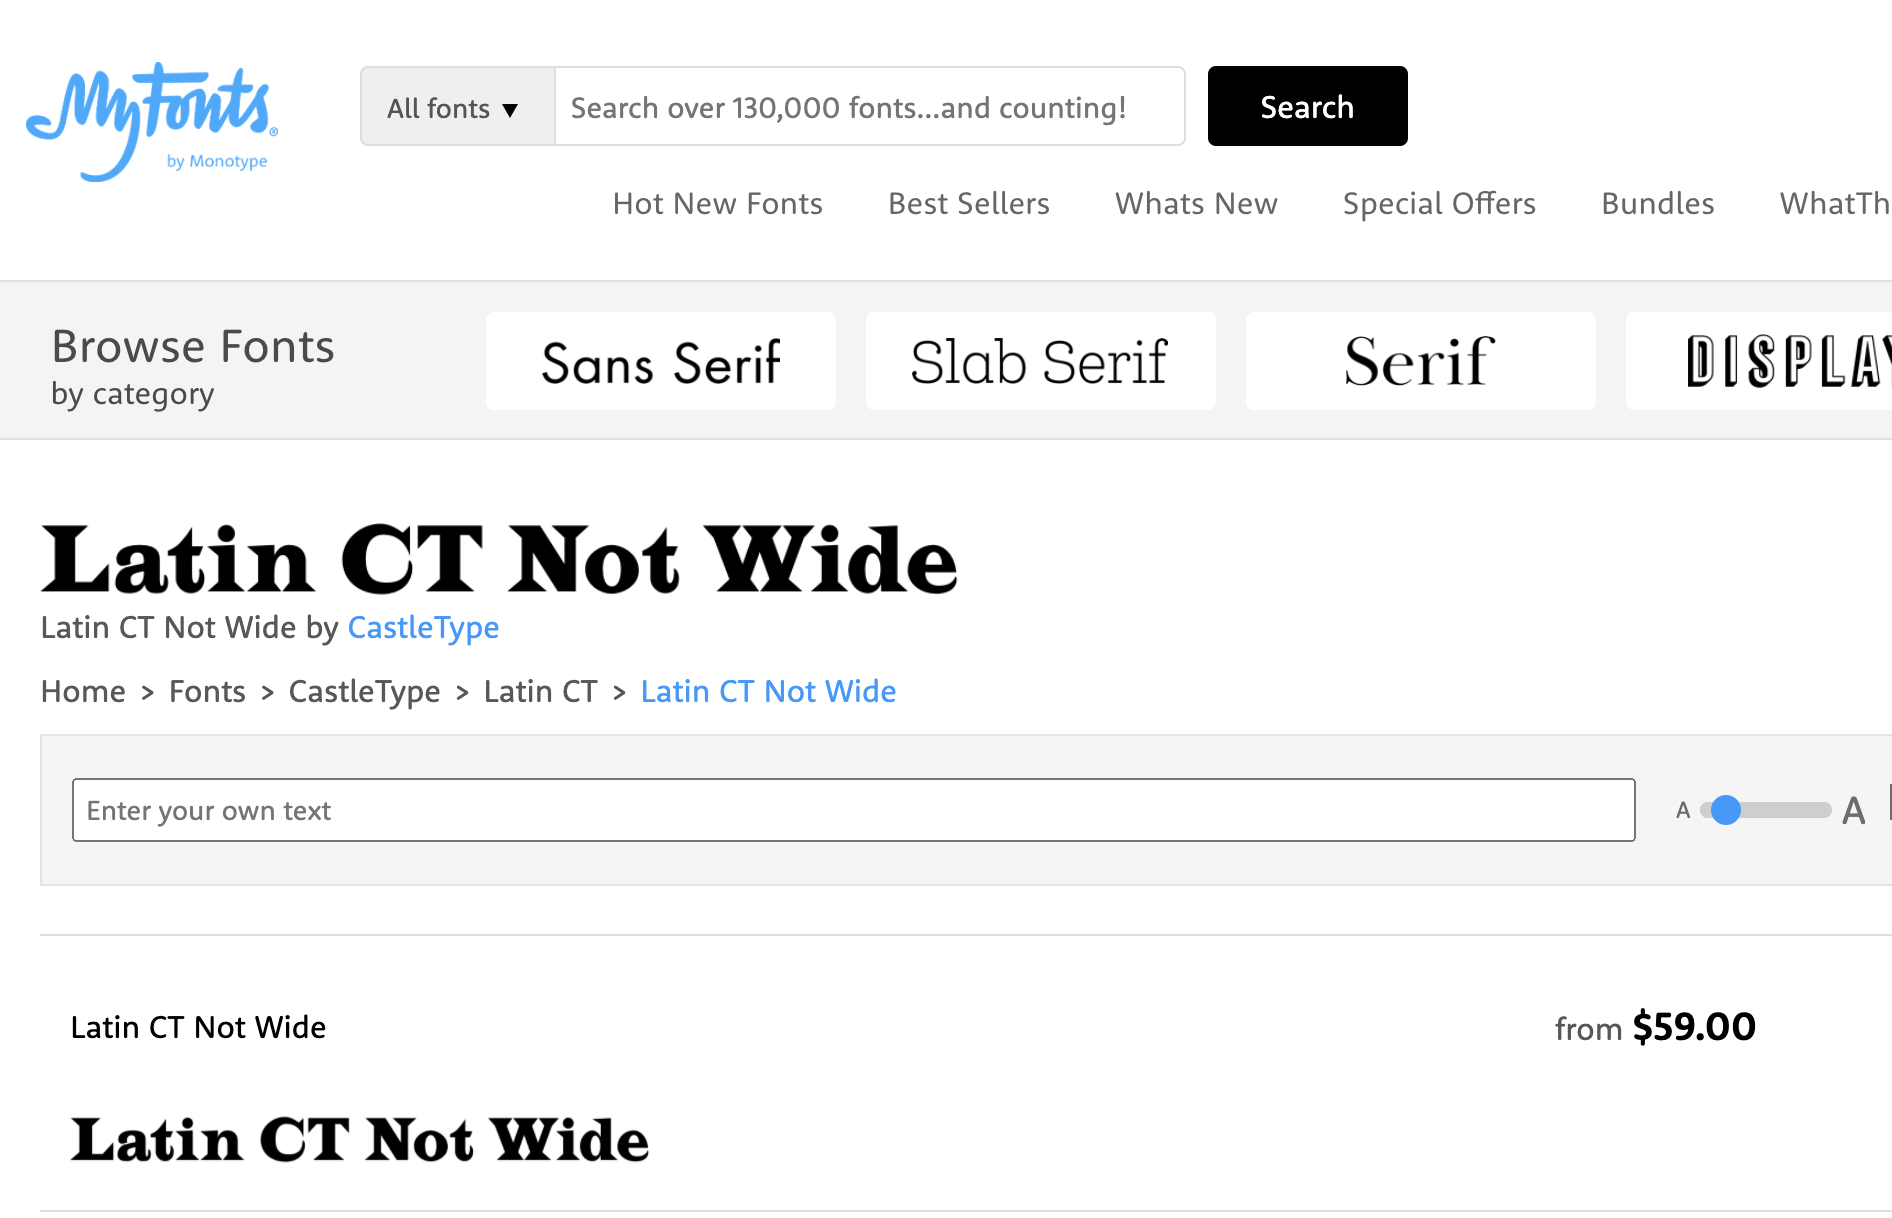 MyFonts®
by Monotype
All fonts ▼
Search over 130,000 fonts...and counting!
Search
Hot New Fonts
Best Sellers
Whats New
Special Offers
Bundles
WhatTh
Browse Fonts
by category
Sans Serif
Slab Serif
Serif
DISPLAY
Latin CT Not Wide
Latin CT Not Wide by CastleType
Home > Fonts > CastleType > Latin CT > Latin CT Not Wide
Enter your own text
A A
Latin CT Not Wide
from $59.00
Latin CT Not Wide